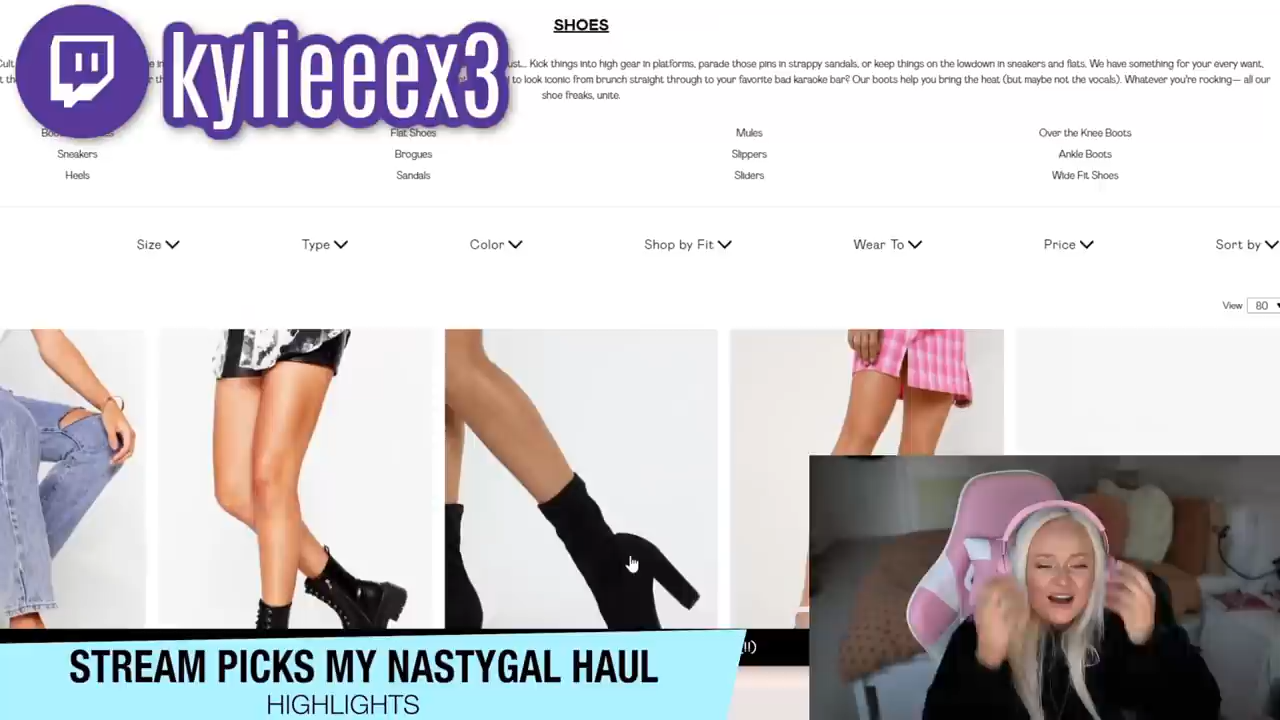 SHOES
kylieeex3
ust... Kick things into high gear in platforms, parade those pins in strappy sandals, or keep things on the lowdown in sneakers and flats. We have something for your every want,
to look iconic from brunch straight through to your favorite bad karaoke bar? Our boots help you bring the heat (but maybe not the vocals). Whatever you're rocking— all our
shoe freaks, unite.
Flat Shoes
Mules
Over the Knee Boots
Sneakers
Brogues
Slippers
Ankle Boots
Heels
Sandals
Sliders
Wide Fit Shoes
Size
Type
Color
Shop by Fit
Wear To
Price
Sort by
View 80
STREAM PICKS MY NASTYGAL HAUL
HIGHLIGHTS